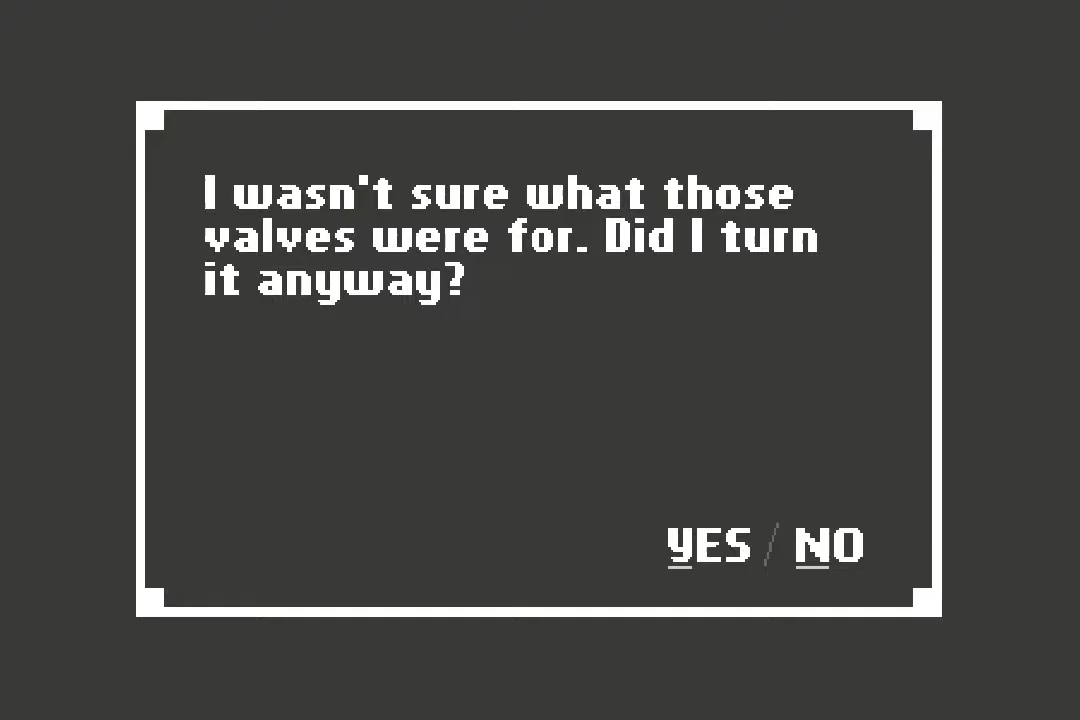 I wasn't sure what those
valves were for. Did I turn
it anyway?
YES / NO